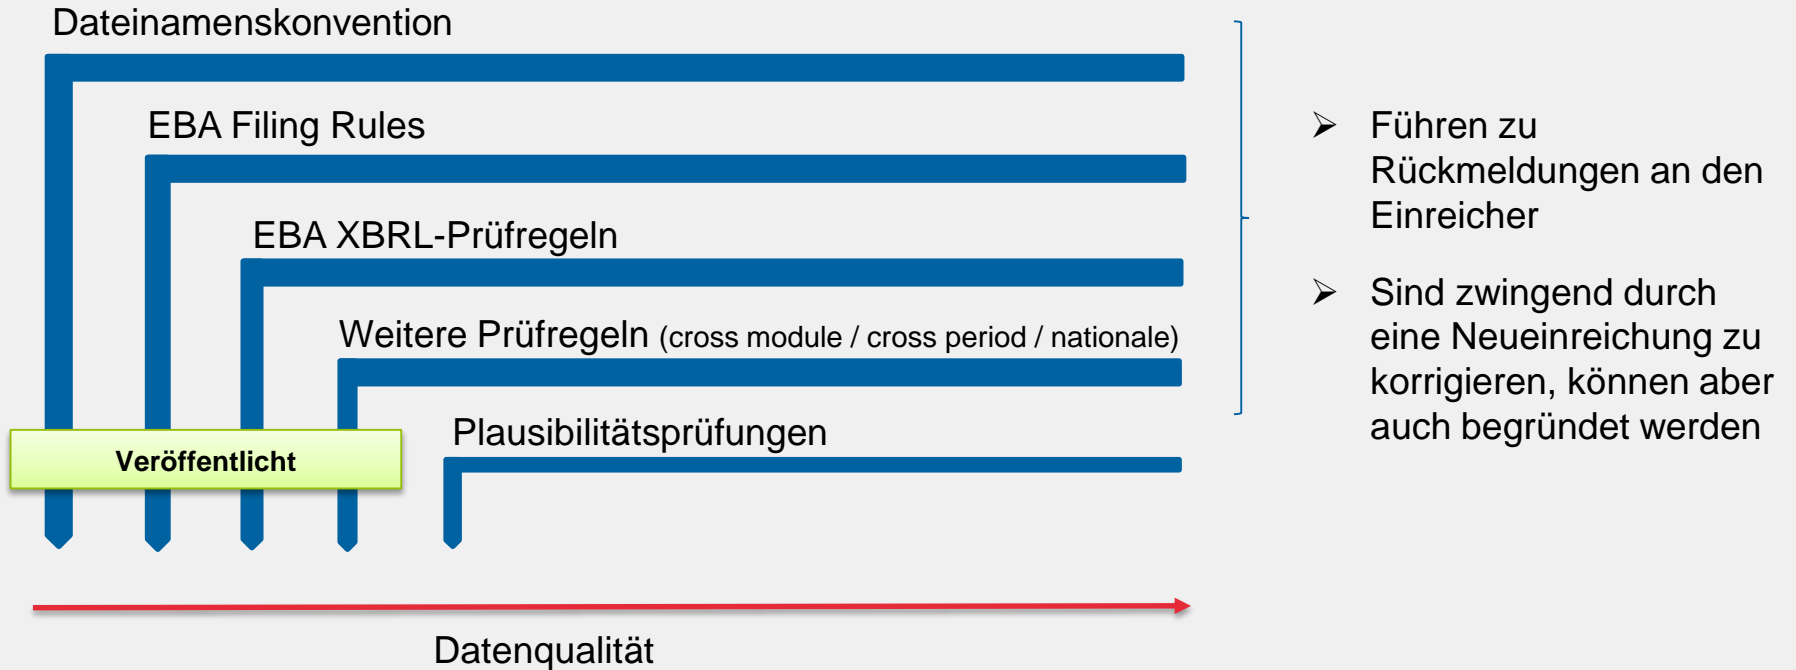 Dateinamenskonvention
EBA Filing Rules
EBA XBRL-Prüfregeln
Weitere Prüfregeln (cross module / cross period / nationale)
Plausibilitätsprüfungen
Veröffentlicht
Datenqualität
➢ Führen zu
Rückmeldungen an den
Einreicher
➢ Sind zwingend durch
eine Neueinreichung zu
korrigieren, können aber
auch begründet werden